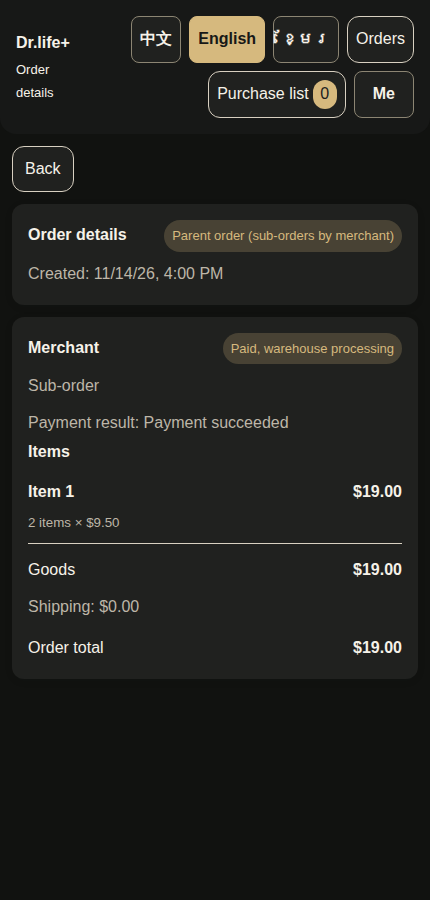 Dr.life+
Order
details
中文
English
Orders
Purchase list 0
Me
Back
Order details
Parent order (sub-orders by merchant)
Created: 11/14/26, 4:00 PM
Merchant
Paid, warehouse processing
Sub-order
Payment result: Payment succeeded
Items
Item 1 $19.00
2 items × $9.50
Goods $19.00
Shipping: $0.00
Order total $19.00